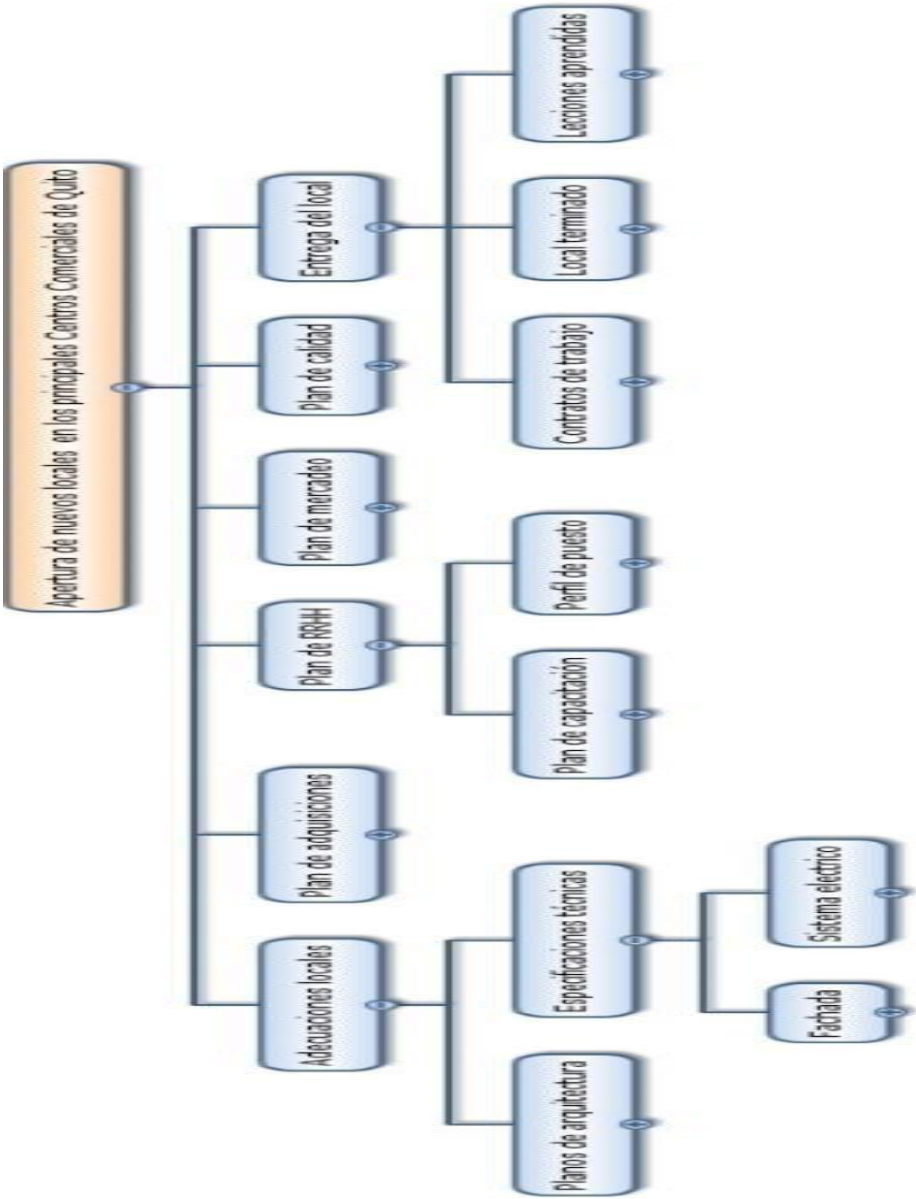 Apertura de nuevos locales en los principales Centros Comerciales de Quito
Adecuaciones locales
Plan de adquisiciones
Plan de RRHH
Plan de mercadeo
Plan de calidad
Entrega del local
Planos de arquitectura
Especificaciones técnicas
Plan de capacitación
Perfil de puesto
Contratos de trabajo
Local terminado
Lecciones aprendidas
Fachada
Sistema electrico